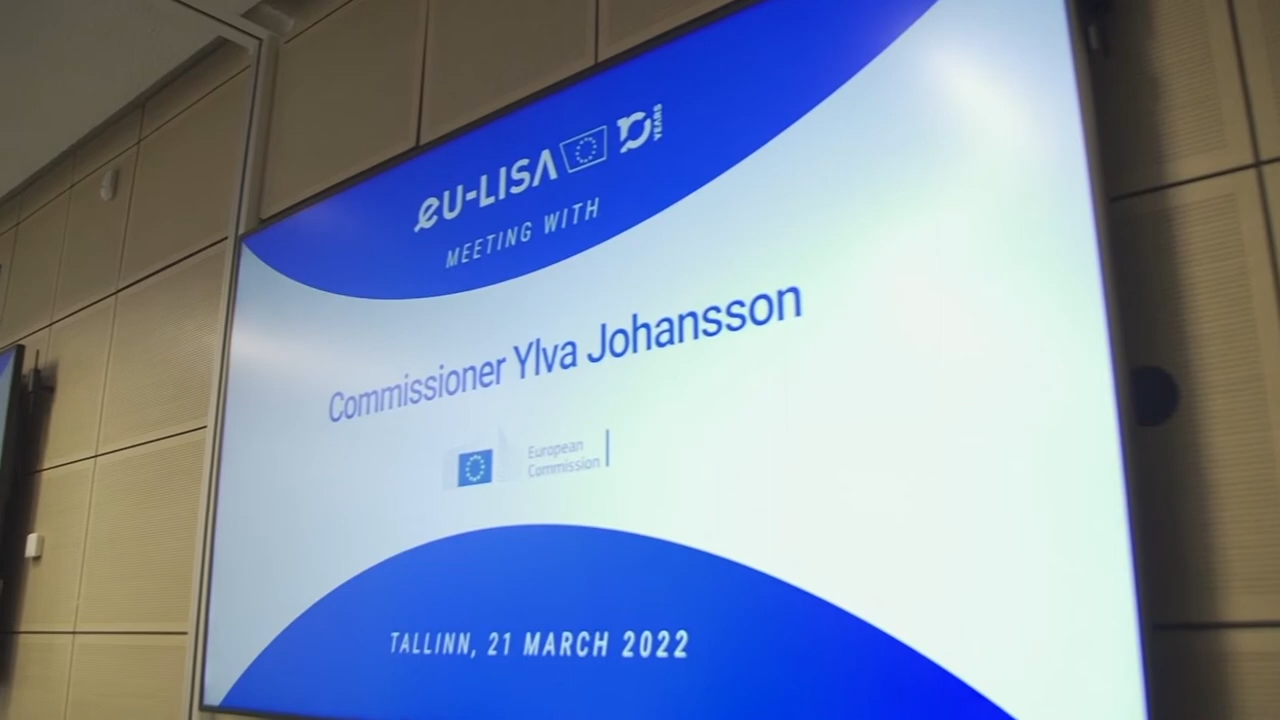 eU-LISA 10 YEARS
MEETING WITH
Commissioner Ylva Johansson
European
Commission
TALLINN, 21 MARCH 2022